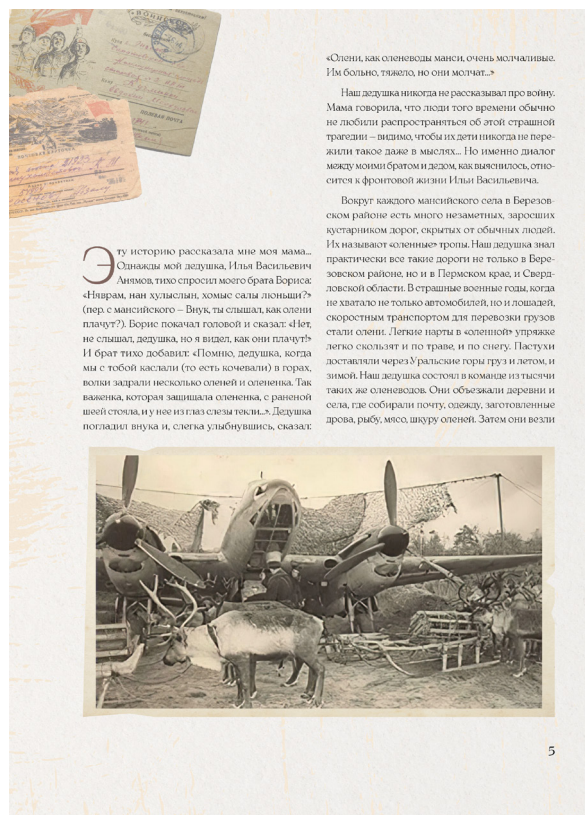 Эту историю рассказала мне моя мама...
Однажды мой дедушка, Илья Васильевич
Анямов, тихо спросил моего брата Бориса:
«Няврам, нан хулыслын, хомыс салы люньщи?»
(пер. с мансийского – Внук, ты слышал, как олени
плачут?). Борис покачал головой и сказал: «Нет,
не слышал, дедушка, но я видел, как они плачут!»
И брат тихо добавил: «Помню, дедушка, когда
мы с тобой каслали (то есть кочевали) в горах,
волки задрали несколько оленей и олененка. Так
важенка, которая защищала олененка, с раненой
шеей стояла, и у нее из глаз слезы текли...». Дедушка
погладил внука и, слегка улыбнувшись, сказал:
«Олени, как оленеводы манси, очень молчаливые.
Им больно, тяжело, но они молчат...»
Наш дедушка никогда не рассказывал про войну.
Мама говорила, что люди того времени обычно
не любили распространяться об этой страшной
трагедии – видимо, чтобы их дети никогда не пере-
жили такое даже в мыслях... Но именно диалог
между моими братом и дедом, как выяснилось, отно-
сится к фронтовой жизни Ильи Васильевича.
Вокруг каждого мансийского села в Березов-
ском районе есть много незаметных, заросших
кустарником дорог, скрытых от обычных людей.
Их называют «оленные» тропы. Наш дедушка знал
практически все такие дороги не только в Бере-
зовском районе, но и в Пермском крае, и Сверд-
ловской области. В страшные военные годы, когда
не хватало не только автомобилей, но и лошадей,
скоростным транспортом для перевозки грузов
стали олени. Легкие нарты в «оленной» упряжке
легко скользят и по траве, и по снегу. Пастухи
доставляли через Уральские горы груз и летом, и
зимой. Наш дедушка состоял в команде из тысячи
таких же оленеводов. Они объезжали деревни и
села, где собирали почту, одежду, заготовленные
дрова, рыбу, мясо, шкуру оленей. Затем они везли
5